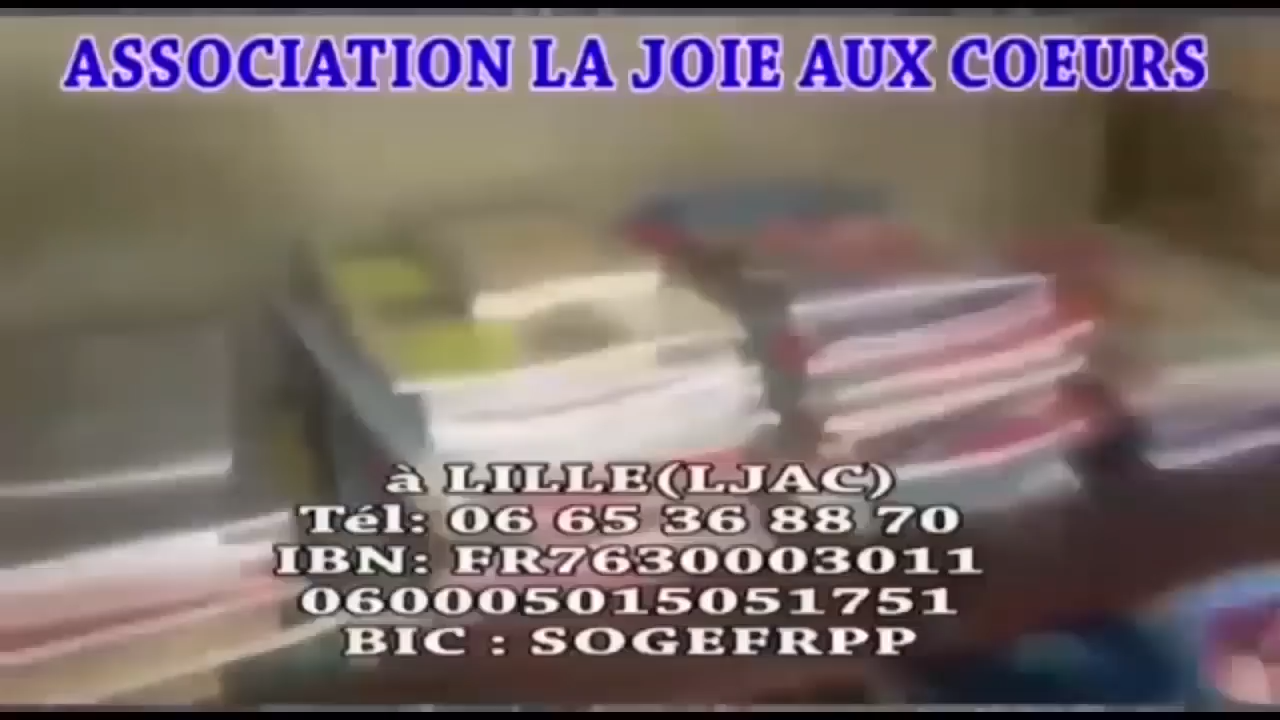 ASSOCIATION LA JOIE AUX COEURS
à LILLE(LJAC)
Tél: 06 65 36 88 70
IBN: FR7630003011
060005015051751
BIC : SOGEFRPP